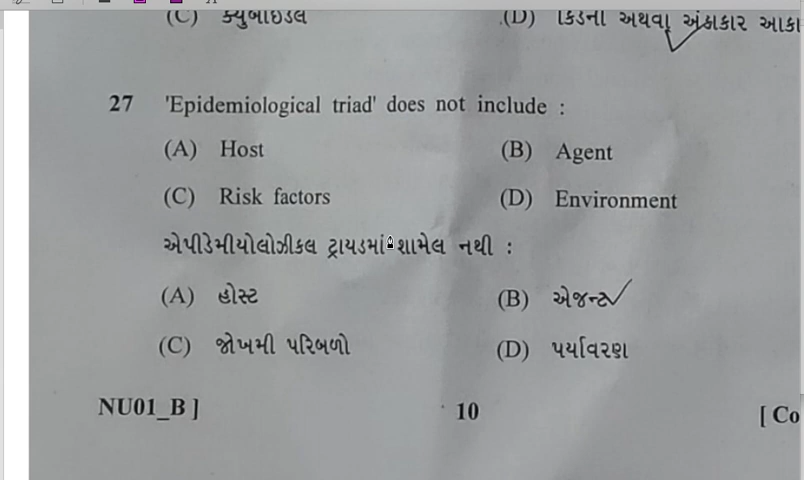 (C) ક્યુબોઇડલ (D) કિડની અથવા અંડાકાર આકા
27 'Epidemiological triad' does not include :
(A) Host (B) Agent
(C) Risk factors (D) Environment
એપીડેમીયોલોઝીકલ ટ્રાયડમાં શામેલ નથી :
(A) હોસ્ટ (B) એજન્ટ
(C) જોખમી પરિબળો (D) પર્યાવરણ
NU01_B ] 10 [ Co